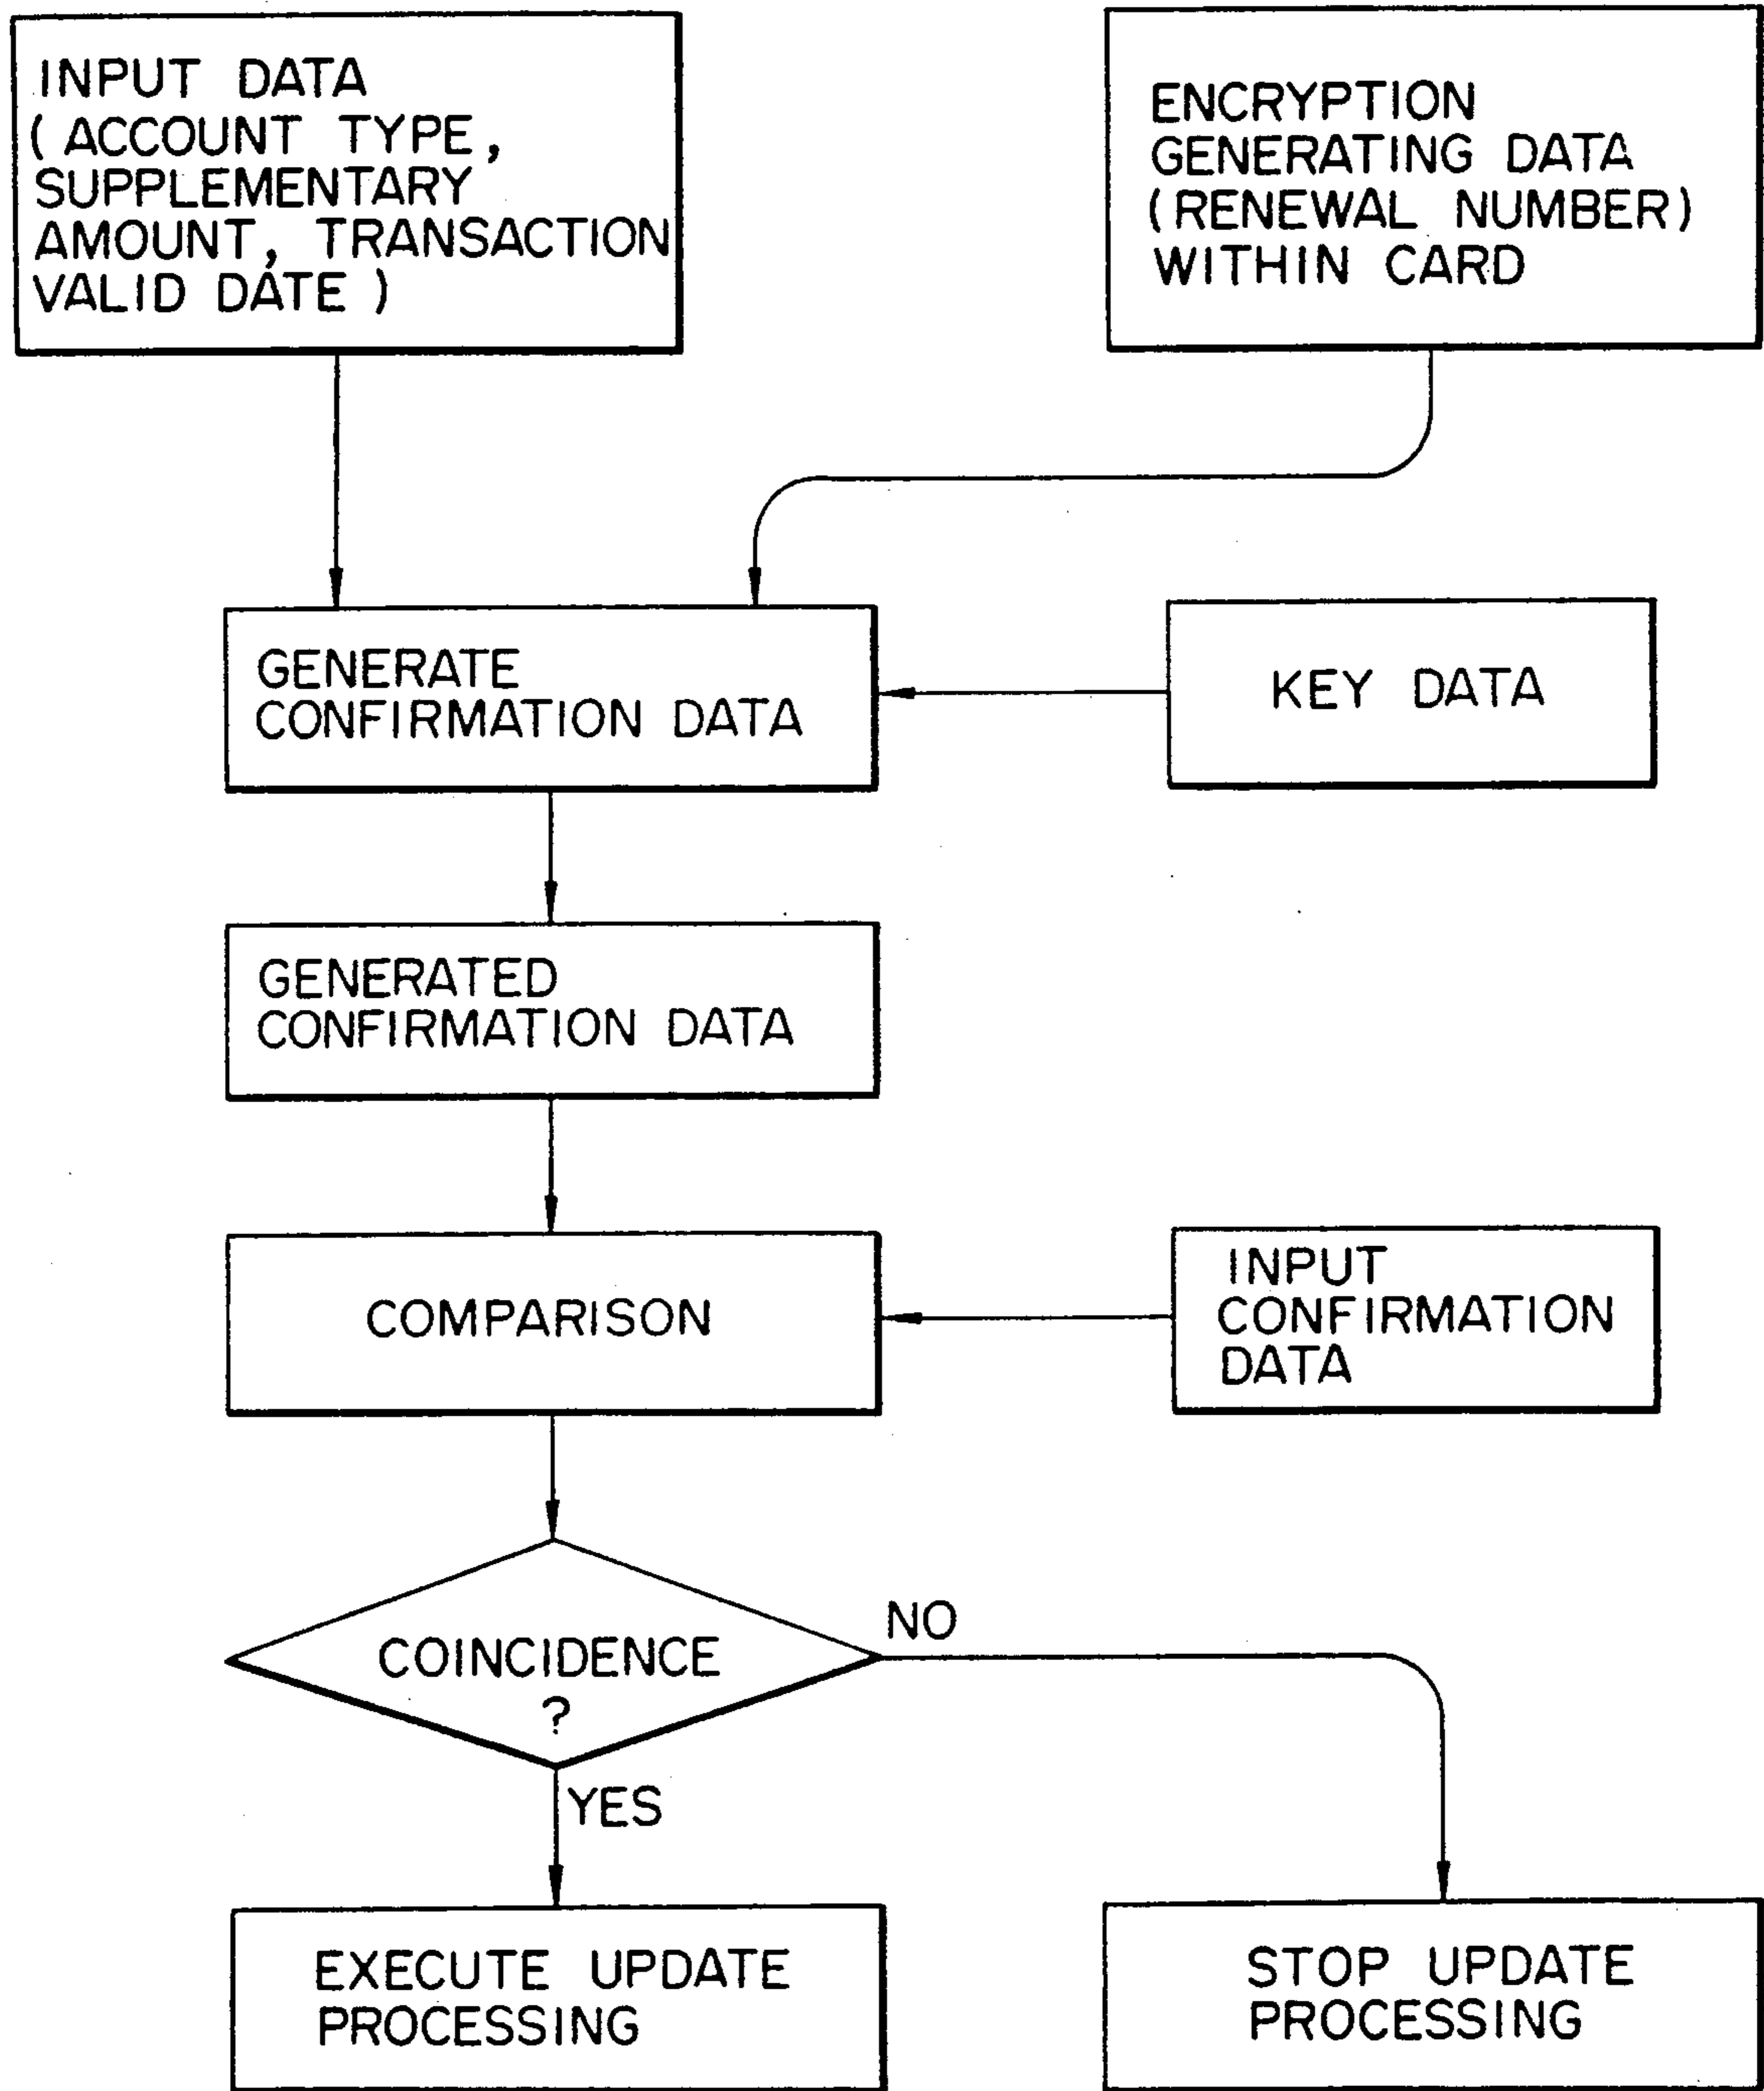 INPUT DATA
(ACCOUNT TYPE,
SUPPLEMENTARY
AMOUNT, TRANSACTION
VALID DATE)
ENCRYPTION
GENERATING DATA
(RENEWAL NUMBER)
WITHIN CARD
GENERATE
CONFIRMATION DATA
KEY DATA
GENERATED
CONFIRMATION DATA
COMPARISON
INPUT
CONFIRMATION
DATA
COINCIDENCE
?
NO
YES
EXECUTE UPDATE
PROCESSING
STOP UPDATE
PROCESSING